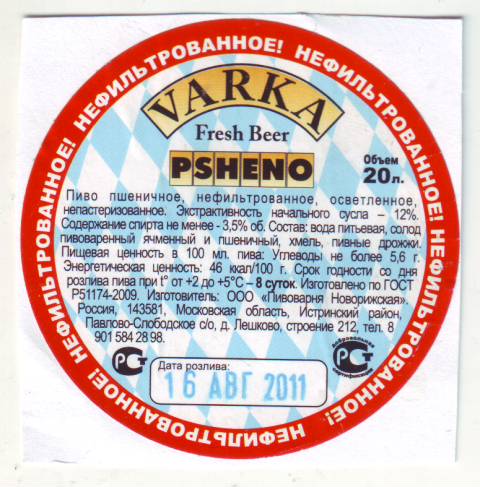 НЕФИЛЬТРОВАННОЕ! НЕФИЛЬТРОВАННОЕ! НЕФИЛЬТРОВАННОЕ! НЕФИЛЬТРОВАННОЕ! НЕФИЛЬТРОВАННОЕ!
VARKA
Fresh Beer
PSHENO
Объем
20 л.
Пиво пшеничное, нефильтрованное, осветленное,
непастеризованное. Экстрактивность начального сусла – 12%.
Содержание спирта не менее - 3,5% об. Состав: вода питьевая, солод
пивоваренный ячменный и пшеничный, хмель, пивные дрожжи.
Пищевая ценность в 100 мл. пива: Углеводы не более 5,6 г.
Энергетическая ценность: 46 ккал/100 г. Срок годности со дня
розлива пива при t° от +2 до +5°С – 8 суток. Изготовлено по ГОСТ
Р51174-2009. Изготовитель: ООО «Пивоварня Новорижская».
Россия, 143581, Московская область, Истринский район,
Павлово-Слободское с/о, д. Лешково, строение 212, тел. 8
901 584 28 98.
РСТ
Дата розлива:
16 АВГ 2011
добровольная
РСТ
сертификация